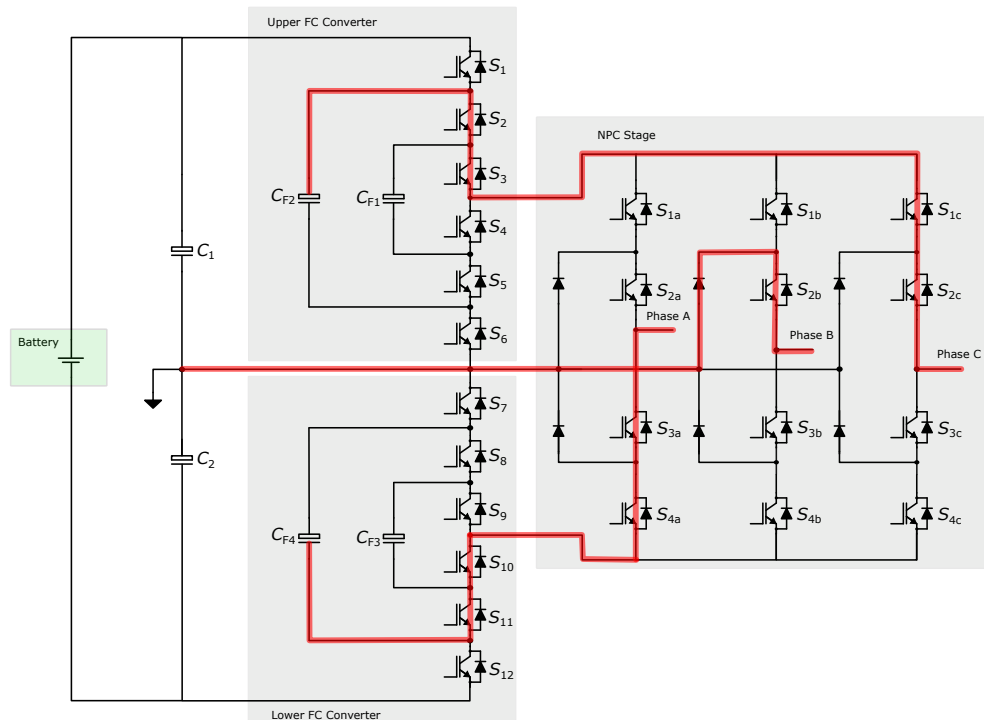 Upper FC Converter
S1
S2
S3
S4
S5
S6
CF2
CF1
C1
Battery
C2
NPC Stage
S1a
S1b
S1c
S2a
S2b
S2c
Phase A
Phase B
Phase C
S3a
S3b
S3c
S4a
S4b
S4c
S7
S8
S9
S10
S11
S12
CF4
CF3
Lower FC Converter